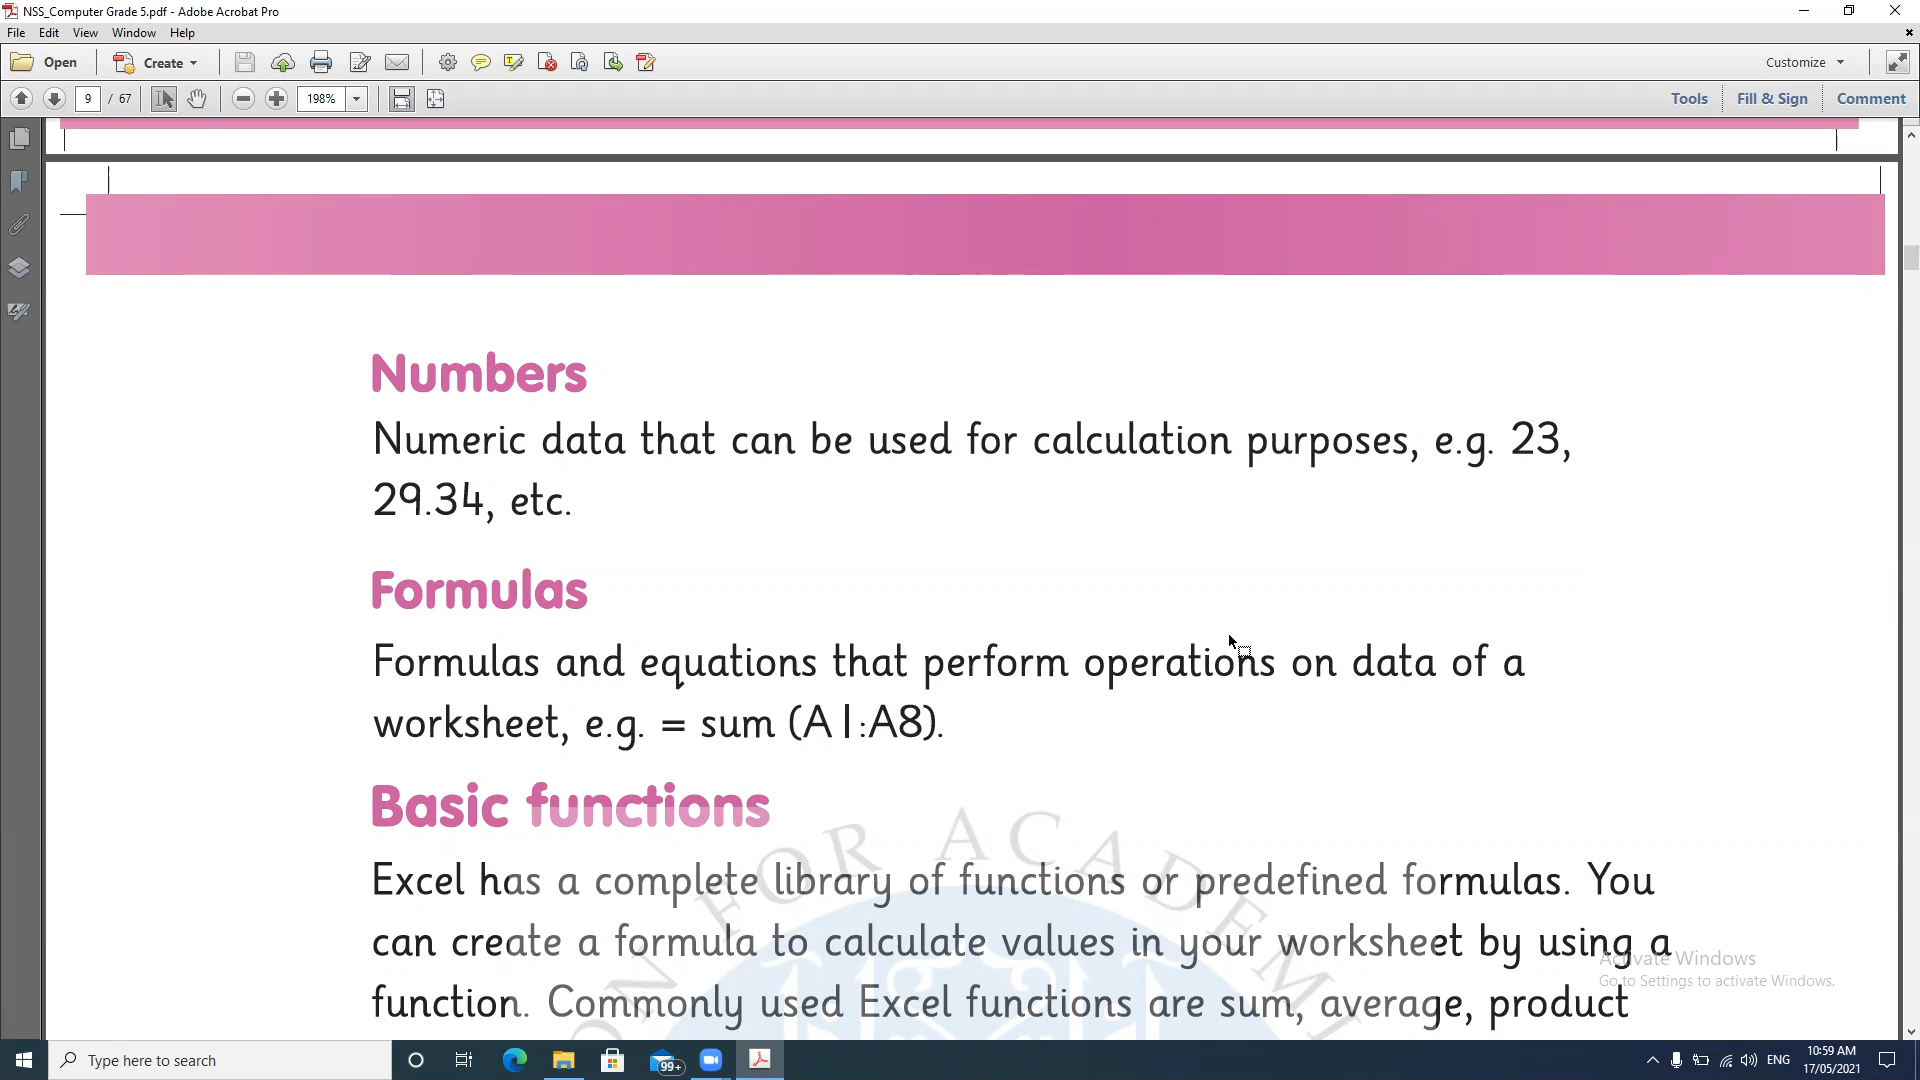 NSS_Computer Grade 5.pdf - Adobe Acrobat Pro
File Edit View Window Help
Open Create Customize
9 / 67 198% Tools Fill & Sign Comment
Numbers
Numeric data that can be used for calculation purposes, e.g. 23,
29.34, etc.
Formulas
Formulas and equations that perform operations on data of a
worksheet, e.g. = sum (A1:A8).
Basic functions
FOR ACADEM
Excel has a complete library of functions or predefined formulas. You
can create a formula to calculate values in your worksheet by using a
Activate Windows
Go to Settings to activate Windows.
function. Commonly used Excel functions are sum, average, product
Type here to search 99+ ENG 10:59 AM
17/05/2021